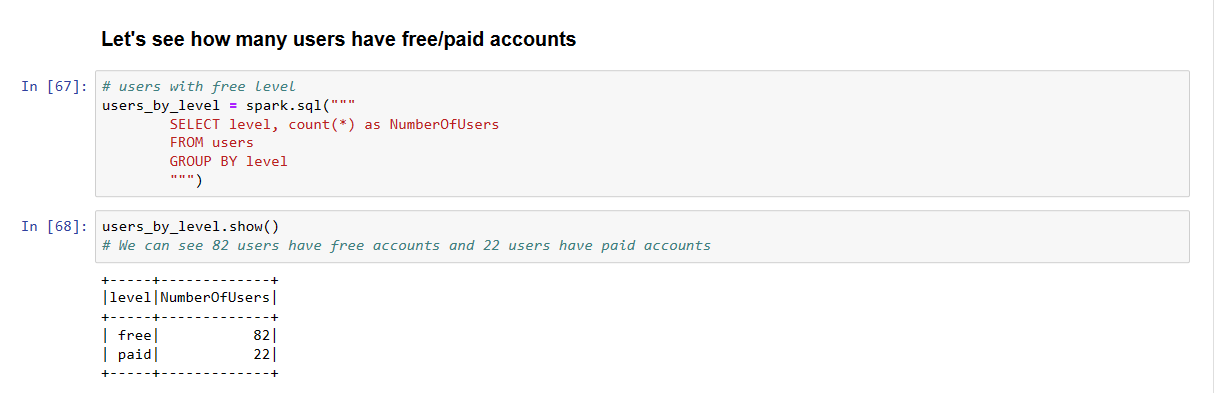 Let's see how many users have free/paid accounts
In [67]: # users with free level
users_by_level = spark.sql("""
SELECT level, count(*) as NumberOfUsers
FROM users
GROUP BY level
""")
In [68]: users_by_level.show()
# We can see 82 users have free accounts and 22 users have paid accounts
+-----+-------------+
|level|NumberOfUsers|
+-----+-------------+
| free|           82|
| paid|           22|
+-----+-------------+